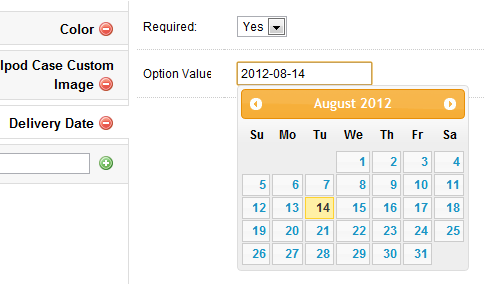 Color
Ipod Case Custom
Image
Delivery Date
Required: Yes
Option Value 2012-08-14
August 2012
Su Mo Tu We Th Fr Sa
1 2 3 4
5 6 7 8 9 10 11
12 13 14 15 16 17 18
19 20 21 22 23 24 25
26 27 28 29 30 31